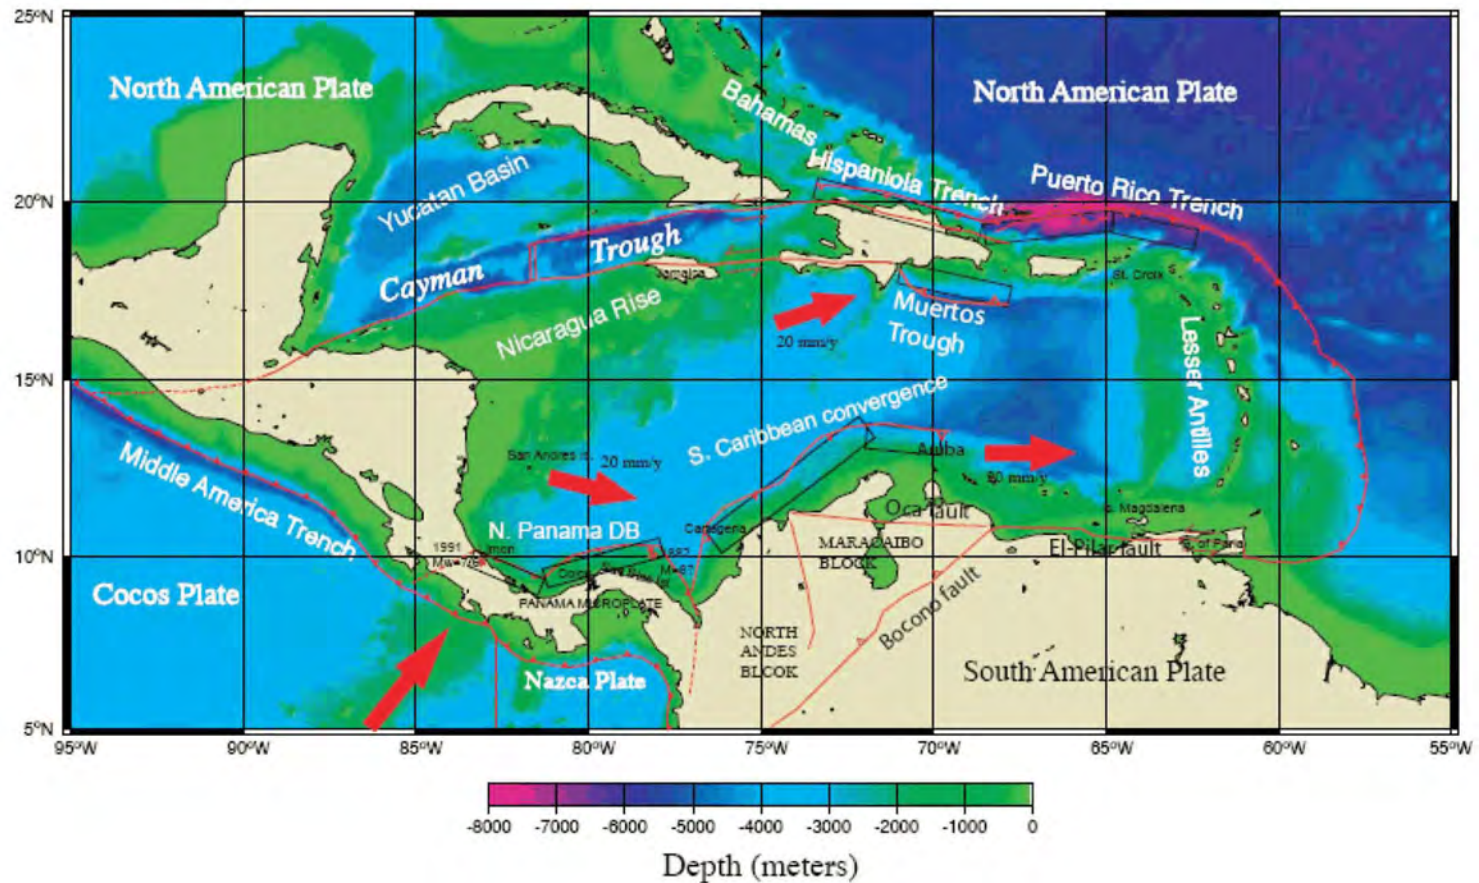 25°N
North American Plate
North American Plate
Bahamas
Hispaniola Trench
Puerto Rico Trench
Yucatan Basin
20°N
Cayman
Trough
Jamaica
St. Croix
Nicaragua Rise
Muertos
Trough
20 mm/y
Lesser Antilles
15°N
S. Caribbean convergence
Middle America Trench
San Andres is.
20 mm/y
Aruba
20 mm/y
Oca fault
Magdalena
N. Panama DB
Cartagena
10°N
1991
MARACAIBO
BLOCK
El-Pilar fault
1882
Cocos Plate
PANAMA MICROPLATE
Bocono fault
NORTH
ANDES
BLCOK
South American Plate
Nazca Plate
5°N
95°W
90°W
85°W
80°W
75°W
70°W
65°W
60°W
55°W
-8000 -7000 -6000 -5000 -4000 -3000 -2000 -1000 0
Depth (meters)